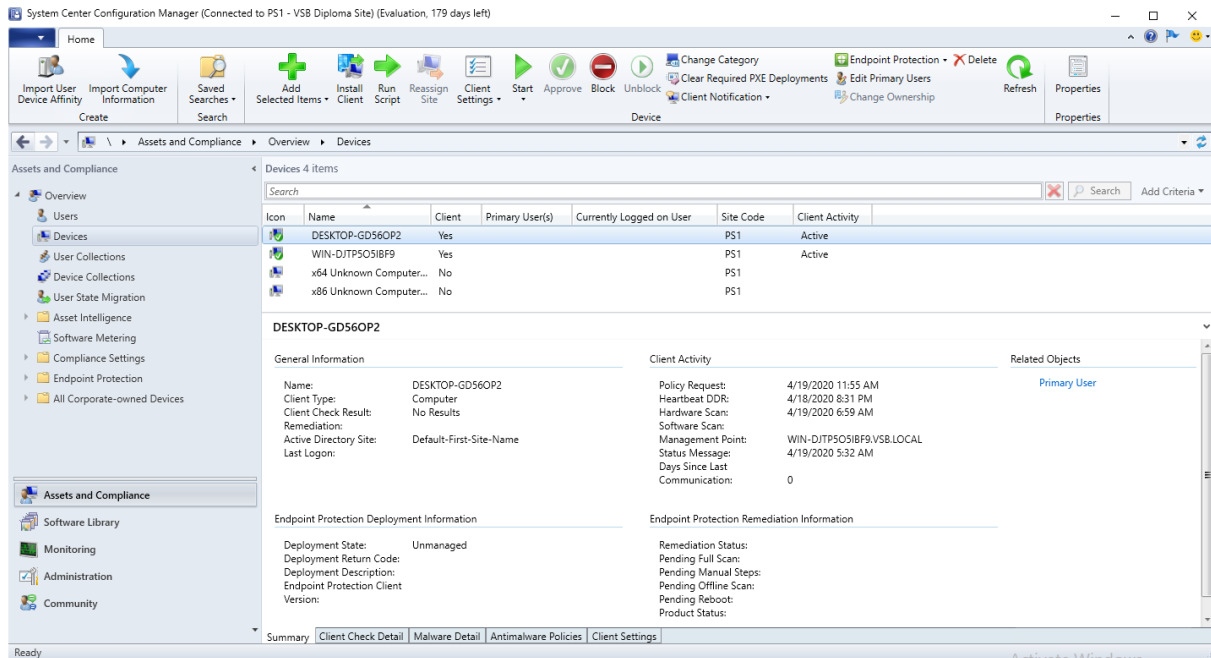 System Center Configuration Manager (Connected to PS1 - VSB Diploma Site) (Evaluation, 179 days left)
Home
Import User Device Affinity
Import Computer Information
Saved Searches
Add Selected Items
Install Client
Run Script
Reassign Site
Client Settings
Start
Approve
Block
Unblock
Change Category
Clear Required PXE Deployments
Client Notification
Endpoint Protection
Edit Primary Users
Change Ownership
Delete
Refresh
Properties
Create
Search
Device
Properties
\ Assets and Compliance Overview Devices
Assets and Compliance
Overview
Users
Devices
User Collections
Device Collections
User State Migration
Asset Intelligence
Software Metering
Compliance Settings
Endpoint Protection
All Corporate-owned Devices
Assets and Compliance
Software Library
Monitoring
Administration
Community
Devices 4 items
Search Search Add Criteria
Icon Name Client Primary User(s) Currently Logged on User Site Code Client Activity
DESKTOP-GD56OP2 Yes PS1 Active
WIN-DJTP5O5IBF9 Yes PS1 Active
x64 Unknown Computer... No PS1
x86 Unknown Computer... No PS1
DESKTOP-GD56OP2
General Information
Name: DESKTOP-GD56OP2
Client Type: Computer
Client Check Result: No Results
Remediation:
Active Directory Site: Default-First-Site-Name
Last Logon:
Client Activity
Policy Request: 4/19/2020 11:55 AM
Heartbeat DDR: 4/18/2020 8:31 PM
Hardware Scan: 4/19/2020 6:59 AM
Software Scan:
Management Point: WIN-DJTP5O5IBF9.VSB.LOCAL
Status Message: 4/19/2020 5:32 AM
Days Since Last
Communication: 0
Related Objects
Primary User
Endpoint Protection Deployment Information
Deployment State: Unmanaged
Deployment Return Code:
Deployment Description:
Endpoint Protection Client
Version:
Endpoint Protection Remediation Information
Remediation Status:
Pending Full Scan:
Pending Manual Steps:
Pending Offline Scan:
Pending Reboot:
Product Status:
Summary Client Check Detail Malware Detail Antimalware Policies Client Settings
Ready
Activate Windows